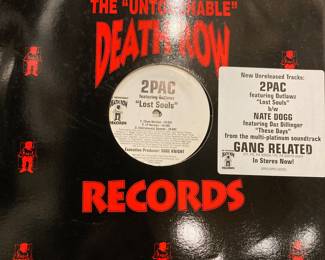 THE "UNTOUCHABLE"
DEATH ROW
RECORDS
2PAC
featuring Outlawz
"Lost Souls"
Executive Producer: SUGE KNIGHT
New Unreleased Tracks:
2PAC
featuring Outlawz
"Lost Souls"
b/w
NATE DOGG
featuring Daz Dillinger
"These Days"
from the multi-platinum soundtrack
GANG RELATED
In Stores Now!